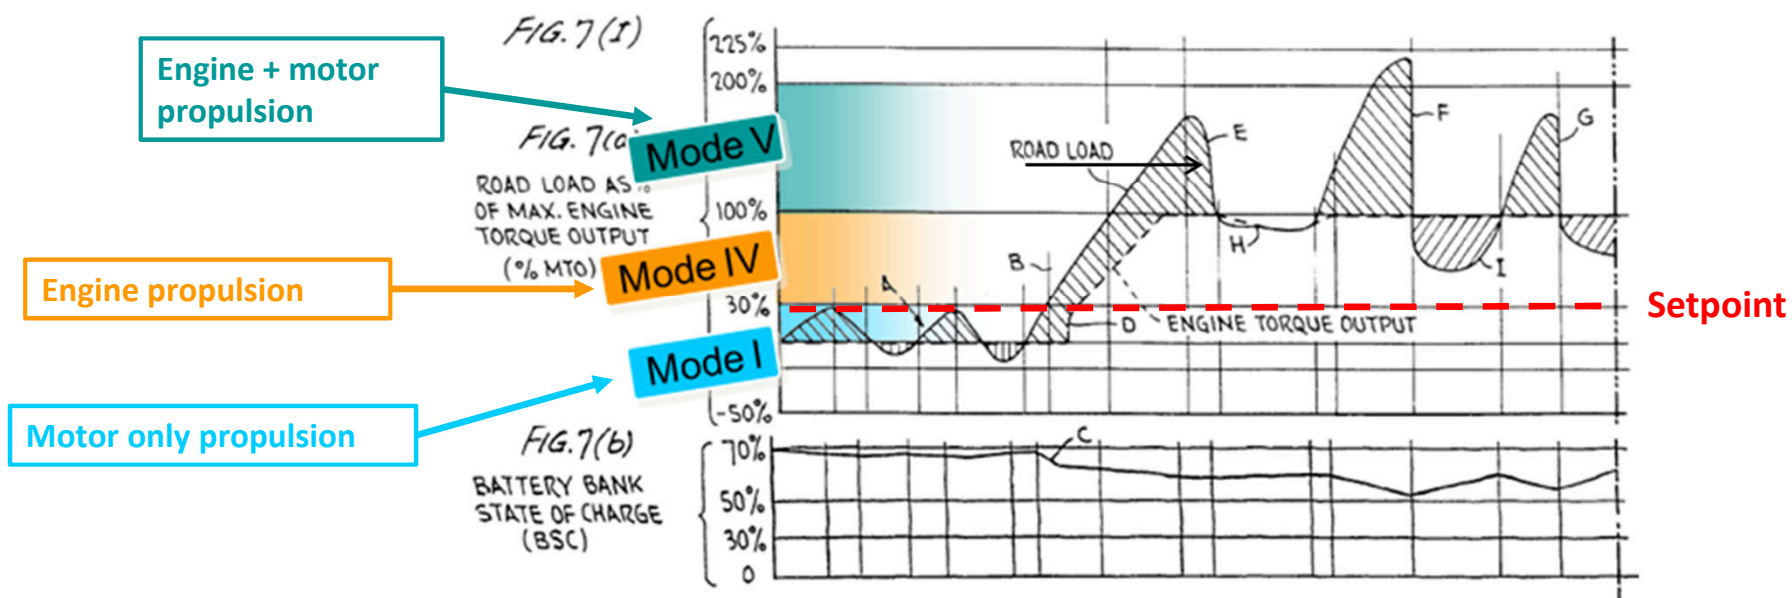 FIG. 7(I)
Engine + motor
propulsion
FIG. 7(a)
Mode V
ROAD LOAD AS %
OF MAX. ENGINE
TORQUE OUTPUT
(% MTO)
Engine propulsion
Mode IV
Motor only propulsion
Mode I
225%
200%
100%
30%
-50%
ROAD LOAD
A
B
D
E
F
G
H
I
ENGINE TORQUE OUTPUT
Setpoint
FIG. 7(b)
BATTERY BANK
STATE OF CHARGE
(BSC)
70%
50%
30%
0
C